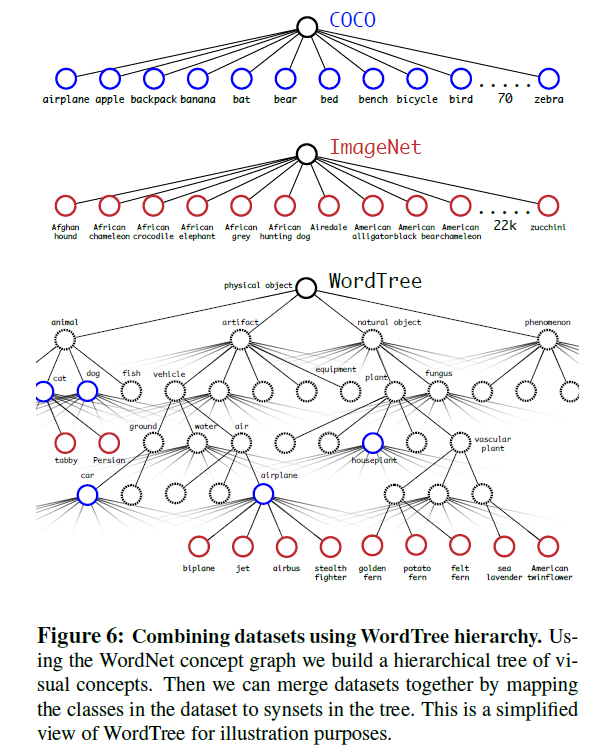 COCO
airplane apple backpack banana bat bear bed bench bicycle bird ..... 70 zebra
ImageNet
Afghan hound African chameleon African crocodile African elephant African grey African hunting dog Airedale American alligator American black bear American chameleon ..... 22k zucchini
physical object WordTree
animal artifact natural object phenomenon
cat dog fish vehicle equipment plant fungus
ground water air vascular plant
tabby Persian houseplant
car airplane
biplane jet airbus stealth fighter golden fern potato fern felt fern sea lavender American twinflower
Figure 6: Combining datasets using WordTree hierarchy. Us-
ing the WordNet concept graph we build a hierarchical tree of vi-
sual concepts. Then we can merge datasets together by mapping
the classes in the dataset to synsets in the tree. This is a simplified
view of WordTree for illustration purposes.